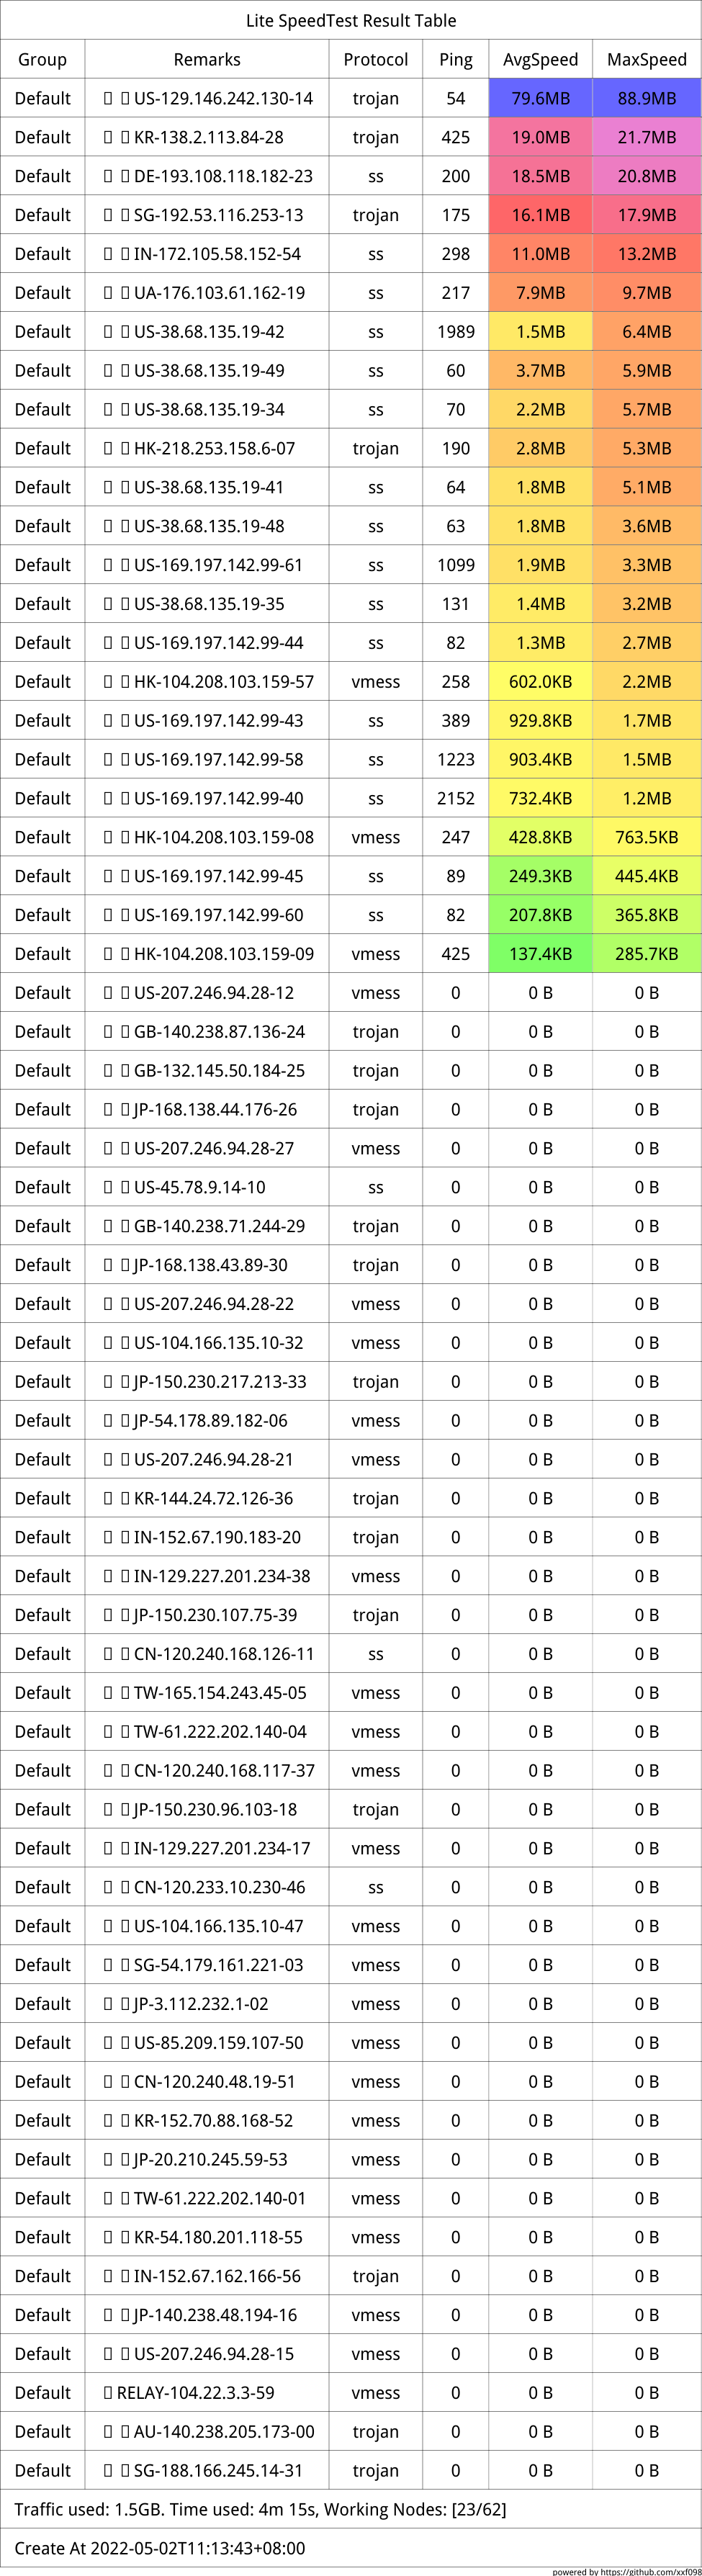 Lite SpeedTest Result Table
Group Remarks Protocol Ping AvgSpeed MaxSpeed
Default US-129.146.242.130-14 trojan 54 79.6MB 88.9MB
Default KR-138.2.113.84-28 trojan 425 19.0MB 21.7MB
Default DE-193.108.118.182-23 ss 200 18.5MB 20.8MB
Default SG-192.53.116.253-13 trojan 175 16.1MB 17.9MB
Default IN-172.105.58.152-54 ss 298 11.0MB 13.2MB
Default UA-176.103.61.162-19 ss 217 7.9MB 9.7MB
Default US-38.68.135.19-42 ss 1989 1.5MB 6.4MB
Default US-38.68.135.19-49 ss 60 3.7MB 5.9MB
Default US-38.68.135.19-34 ss 70 2.2MB 5.7MB
Default HK-218.253.158.6-07 trojan 190 2.8MB 5.3MB
Default US-38.68.135.19-41 ss 64 1.8MB 5.1MB
Default US-38.68.135.19-48 ss 63 1.8MB 3.6MB
Default US-169.197.142.99-61 ss 1099 1.9MB 3.3MB
Default US-38.68.135.19-35 ss 131 1.4MB 3.2MB
Default US-169.197.142.99-44 ss 82 1.3MB 2.7MB
Default HK-104.208.103.159-57 vmess 258 602.0KB 2.2MB
Default US-169.197.142.99-43 ss 389 929.8KB 1.7MB
Default US-169.197.142.99-58 ss 1223 903.4KB 1.5MB
Default US-169.197.142.99-40 ss 2152 732.4KB 1.2MB
Default HK-104.208.103.159-08 vmess 247 428.8KB 763.5KB
Default US-169.197.142.99-45 ss 89 249.3KB 445.4KB
Default US-169.197.142.99-60 ss 82 207.8KB 365.8KB
Default HK-104.208.103.159-09 vmess 425 137.4KB 285.7KB
Default US-207.246.94.28-12 vmess 0 0 B 0 B
Default GB-140.238.87.136-24 trojan 0 0 B 0 B
Default GB-132.145.50.184-25 trojan 0 0 B 0 B
Default JP-168.138.44.176-26 trojan 0 0 B 0 B
Default US-207.246.94.28-27 vmess 0 0 B 0 B
Default US-45.78.9.14-10 ss 0 0 B 0 B
Default GB-140.238.71.244-29 trojan 0 0 B 0 B
Default JP-168.138.43.89-30 trojan 0 0 B 0 B
Default US-207.246.94.28-22 vmess 0 0 B 0 B
Default US-104.166.135.10-32 vmess 0 0 B 0 B
Default JP-150.230.217.213-33 trojan 0 0 B 0 B
Default JP-54.178.89.182-06 vmess 0 0 B 0 B
Default US-207.246.94.28-21 vmess 0 0 B 0 B
Default KR-144.24.72.126-36 trojan 0 0 B 0 B
Default IN-152.67.190.183-20 trojan 0 0 B 0 B
Default IN-129.227.201.234-38 vmess 0 0 B 0 B
Default JP-150.230.107.75-39 trojan 0 0 B 0 B
Default CN-120.240.168.126-11 ss 0 0 B 0 B
Default TW-165.154.243.45-05 vmess 0 0 B 0 B
Default TW-61.222.202.140-04 vmess 0 0 B 0 B
Default CN-120.240.168.117-37 vmess 0 0 B 0 B
Default JP-150.230.96.103-18 trojan 0 0 B 0 B
Default IN-129.227.201.234-17 vmess 0 0 B 0 B
Default CN-120.233.10.230-46 ss 0 0 B 0 B
Default US-104.166.135.10-47 vmess 0 0 B 0 B
Default SG-54.179.161.221-03 vmess 0 0 B 0 B
Default JP-3.112.232.1-02 vmess 0 0 B 0 B
Default US-85.209.159.107-50 vmess 0 0 B 0 B
Default CN-120.240.48.19-51 vmess 0 0 B 0 B
Default KR-152.70.88.168-52 vmess 0 0 B 0 B
Default JP-20.210.245.59-53 vmess 0 0 B 0 B
Default TW-61.222.202.140-01 vmess 0 0 B 0 B
Default KR-54.180.201.118-55 vmess 0 0 B 0 B
Default IN-152.67.162.166-56 trojan 0 0 B 0 B
Default JP-140.238.48.194-16 vmess 0 0 B 0 B
Default US-207.246.94.28-15 vmess 0 0 B 0 B
Default RELAY-104.22.3.3-59 vmess 0 0 B 0 B
Default AU-140.238.205.173-00 trojan 0 0 B 0 B
Default SG-188.166.245.14-31 trojan 0 0 B 0 B
Traffic used: 1.5GB. Time used: 4m 15s, Working Nodes: [23/62]
Create At 2022-05-02T11:13:43+08:00
powered by https://github.com/xxf098